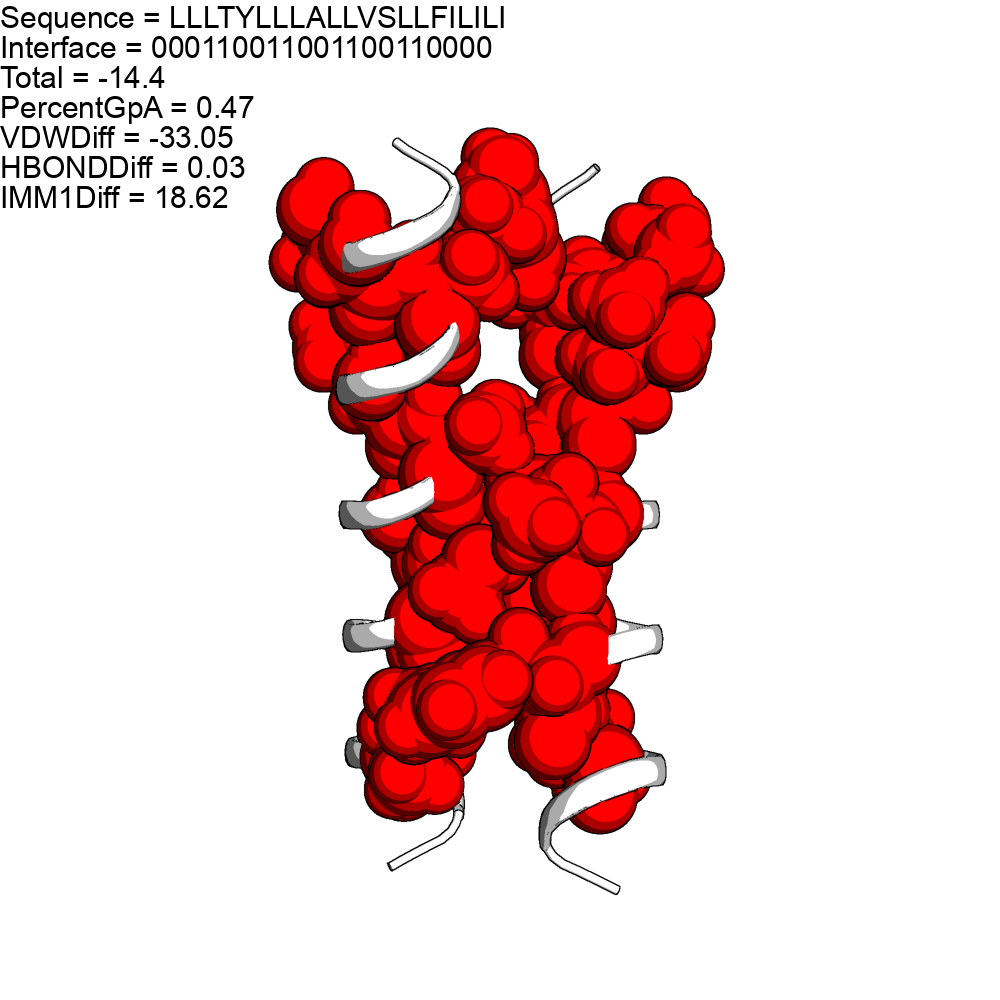 Sequence = LLLTYLLLALLVSLLFILILI
Interface = 000110011001100110000
Total = -14.4
PercentGpA = 0.47
VDWDiff = -33.05
HBONDDiff = 0.03
IMM1Diff = 18.62